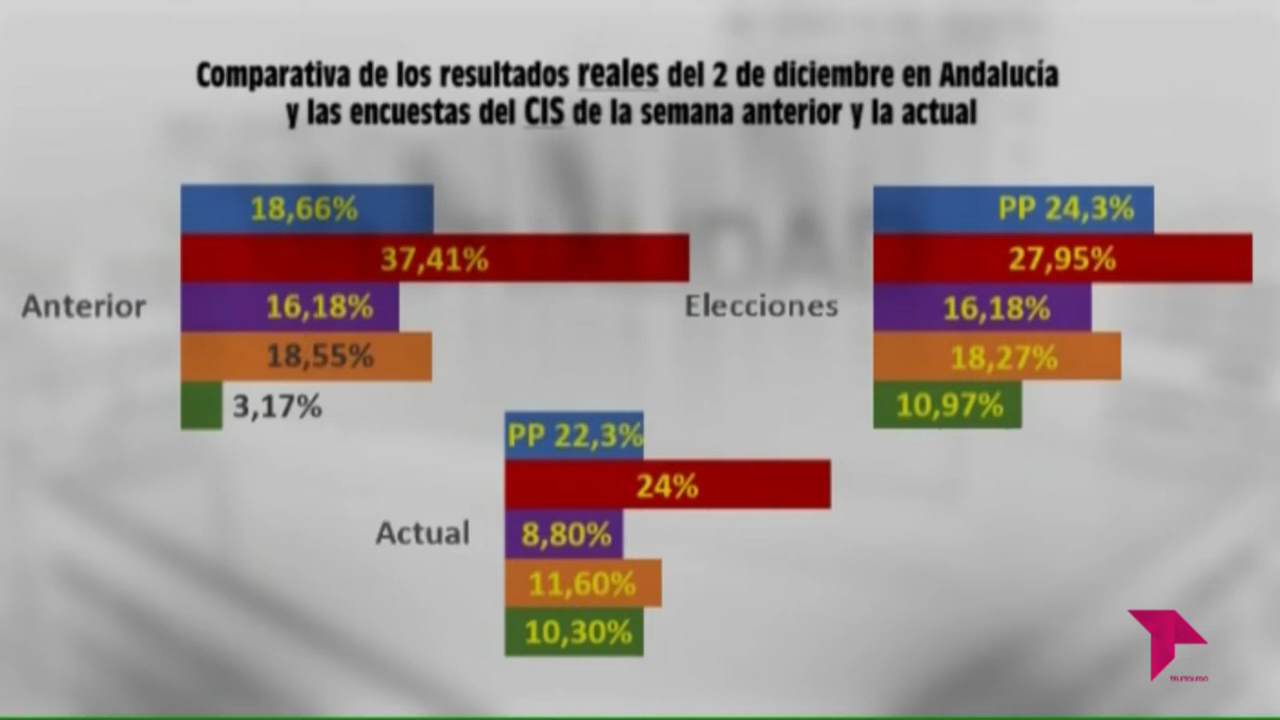 Comparativa de los resultados reales del 2 de diciembre en Andalucía
y las encuestas del CIS de la semana anterior y la actual
Anterior
18,66%
37,41%
16,18%
18,55%
3,17%
Elecciones
PP 24,3%
27,95%
16,18%
18,27%
10,97%
Actual
PP 22,3%
24%
8,80%
11,60%
10,30%